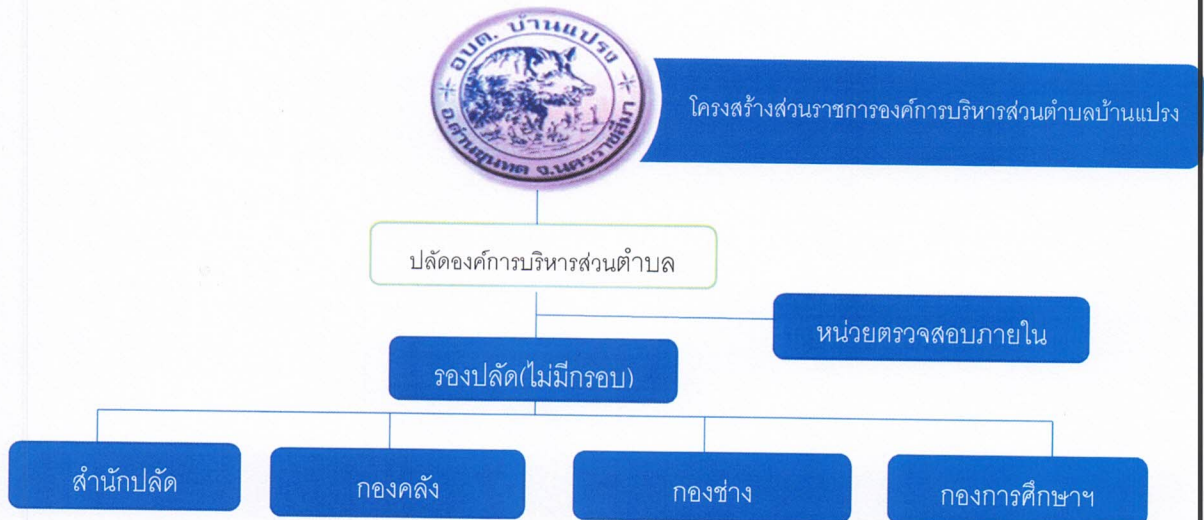 อบต. บ้านแปรง
อ.ด่านขุนทด จ.นครราชสีมา
โครงสร้างส่วนราชการองค์การบริหารส่วนตำบลบ้านแปรง
ปลัดองค์การบริหารส่วนตำบล
หน่วยตรวจสอบภายใน
รองปลัด(ไม่มีกรอบ)
สำนักปลัด
กองคลัง
กองช่าง
กองการศึกษาฯ